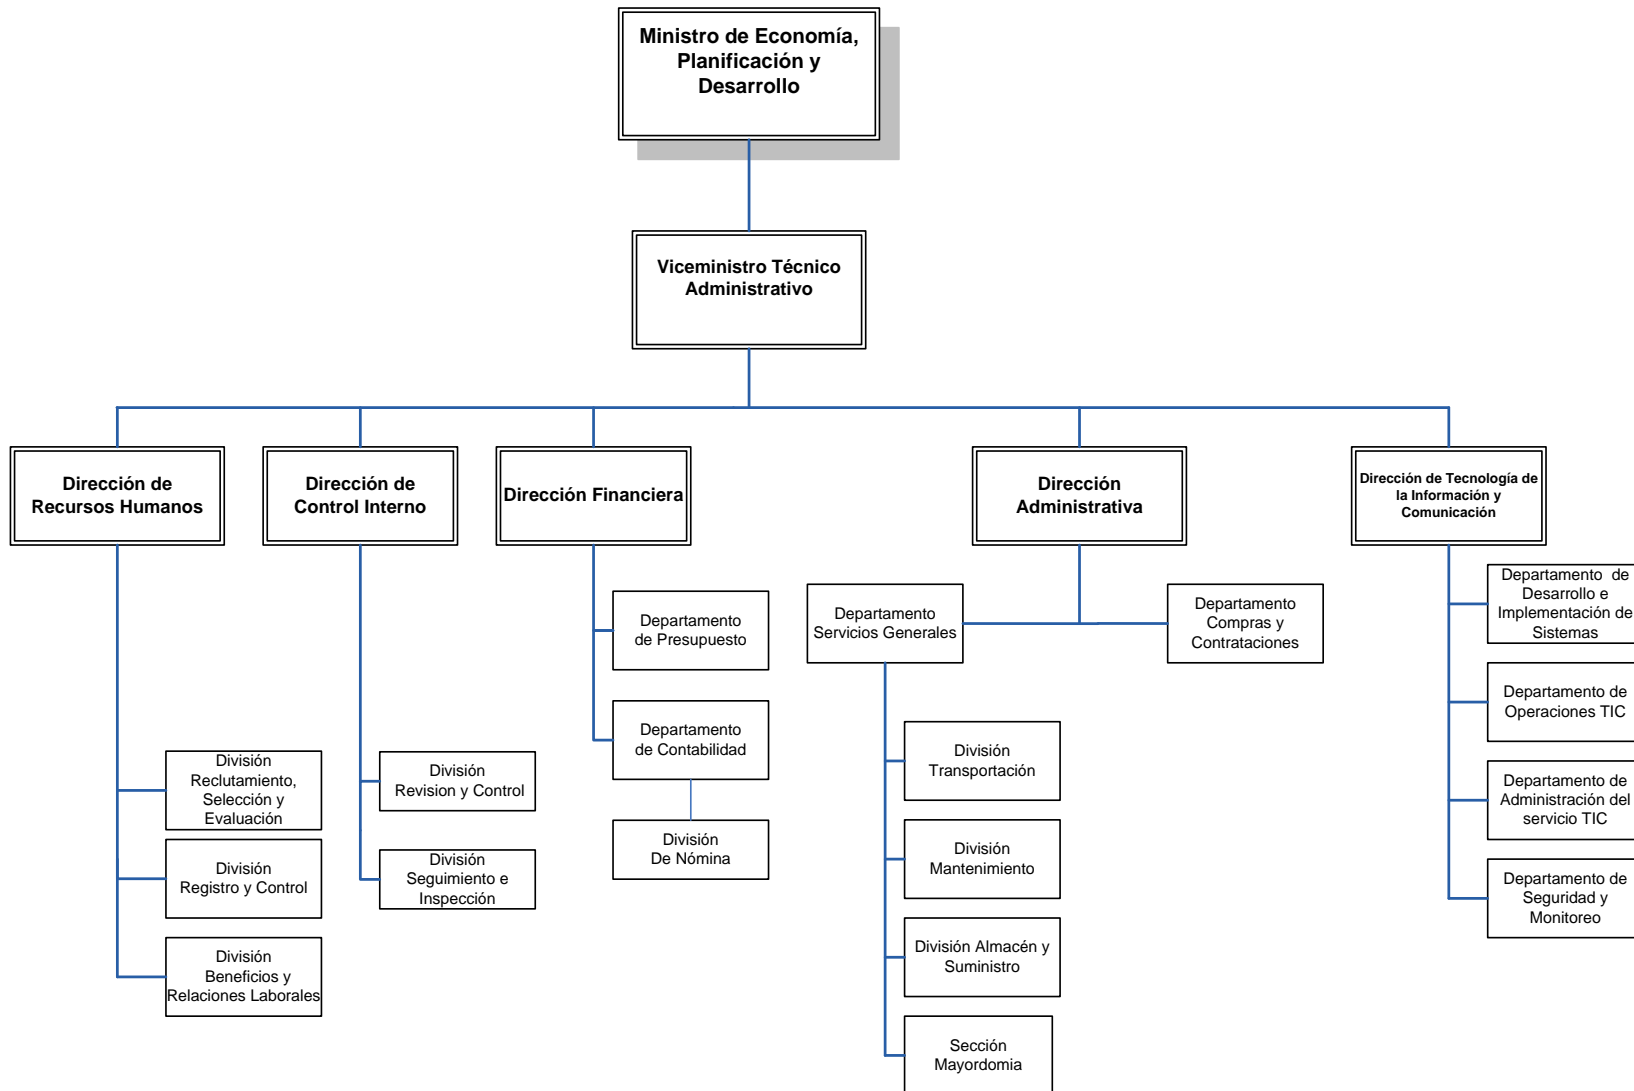 Ministro de Economía,
Planificación y
Desarrollo
Viceministro Técnico
Administrativo
Dirección de
Recursos Humanos
Dirección de
Control Interno
Dirección Financiera
Dirección
Administrativa
Dirección de Tecnología de
la Información y
Comunicación
División
Reclutamiento,
Selección y
Evaluación
División
Registro y Control
División
Beneficios y
Relaciones Laborales
División
Revision y Control
División
Seguimiento e
Inspección
Departamento
de Presupuesto
Departamento
de Contabilidad
División
De Nómina
Departamento
Servicios Generales
Departamento
Compras y
Contrataciones
División
Transportación
División
Mantenimiento
División Almacén y
Suministro
Sección
Mayordomia
Departamento de
Desarrollo e
Implementación de
Sistemas
Departamento de
Operaciones TIC
Departamento de
Administración del
servicio TIC
Departamento de
Seguridad y
Monitoreo